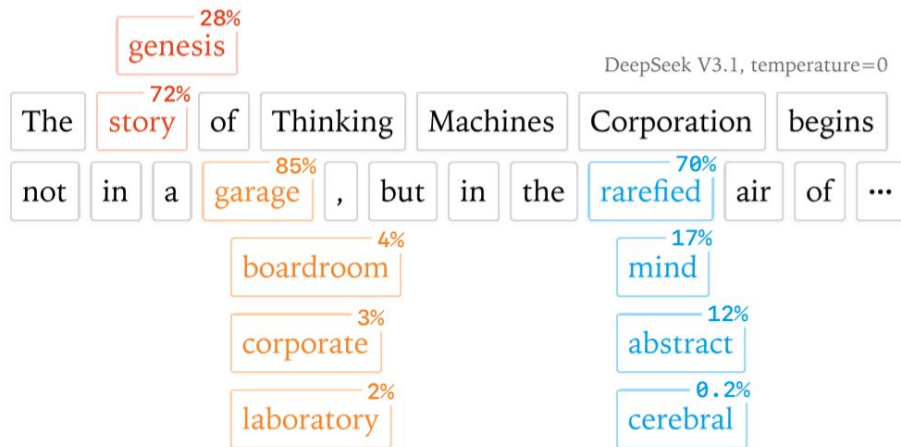 28%
genesis
DeepSeek V3.1, temperature=0
72%
The story of Thinking Machines Corporation begins
85% 70%
not in a garage , but in the rarefied air of ...
4% 17%
boardroom mind
3% 12%
corporate abstract
2% 0.2%
laboratory cerebral